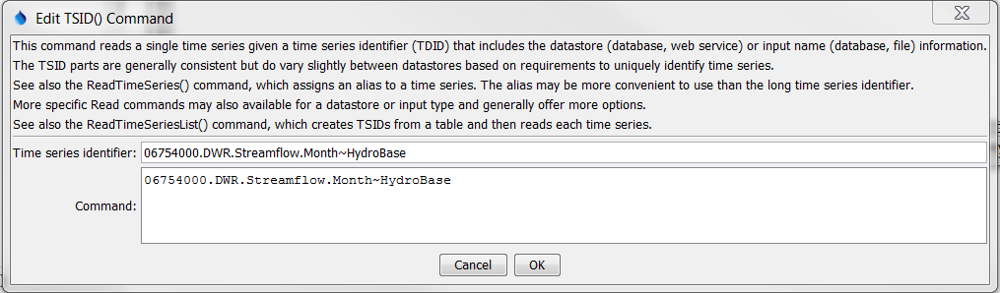 Edit TSID() Command
This command reads a single time series given a time series identifier (TDID) that includes the datastore (database, web service) or input name (database, file) information.
The TSID parts are generally consistent but do vary slightly between datastores based on requirements to uniquely identify time series.
See also the ReadTimeSeries() command, which assigns an alias to a time series. The alias may be more convenient to use than the long time series identifier.
More specific Read commands may also available for a datastore or input type and generally offer more options.
See also the ReadTimeSeriesList() command, which creates TSIDs from a table and then reads each time series.
Time series identifier: 06754000.DWR.Streamflow.Month~HydroBase
06754000.DWR.Streamflow.Month~HydroBase
Command:
Cancel OK